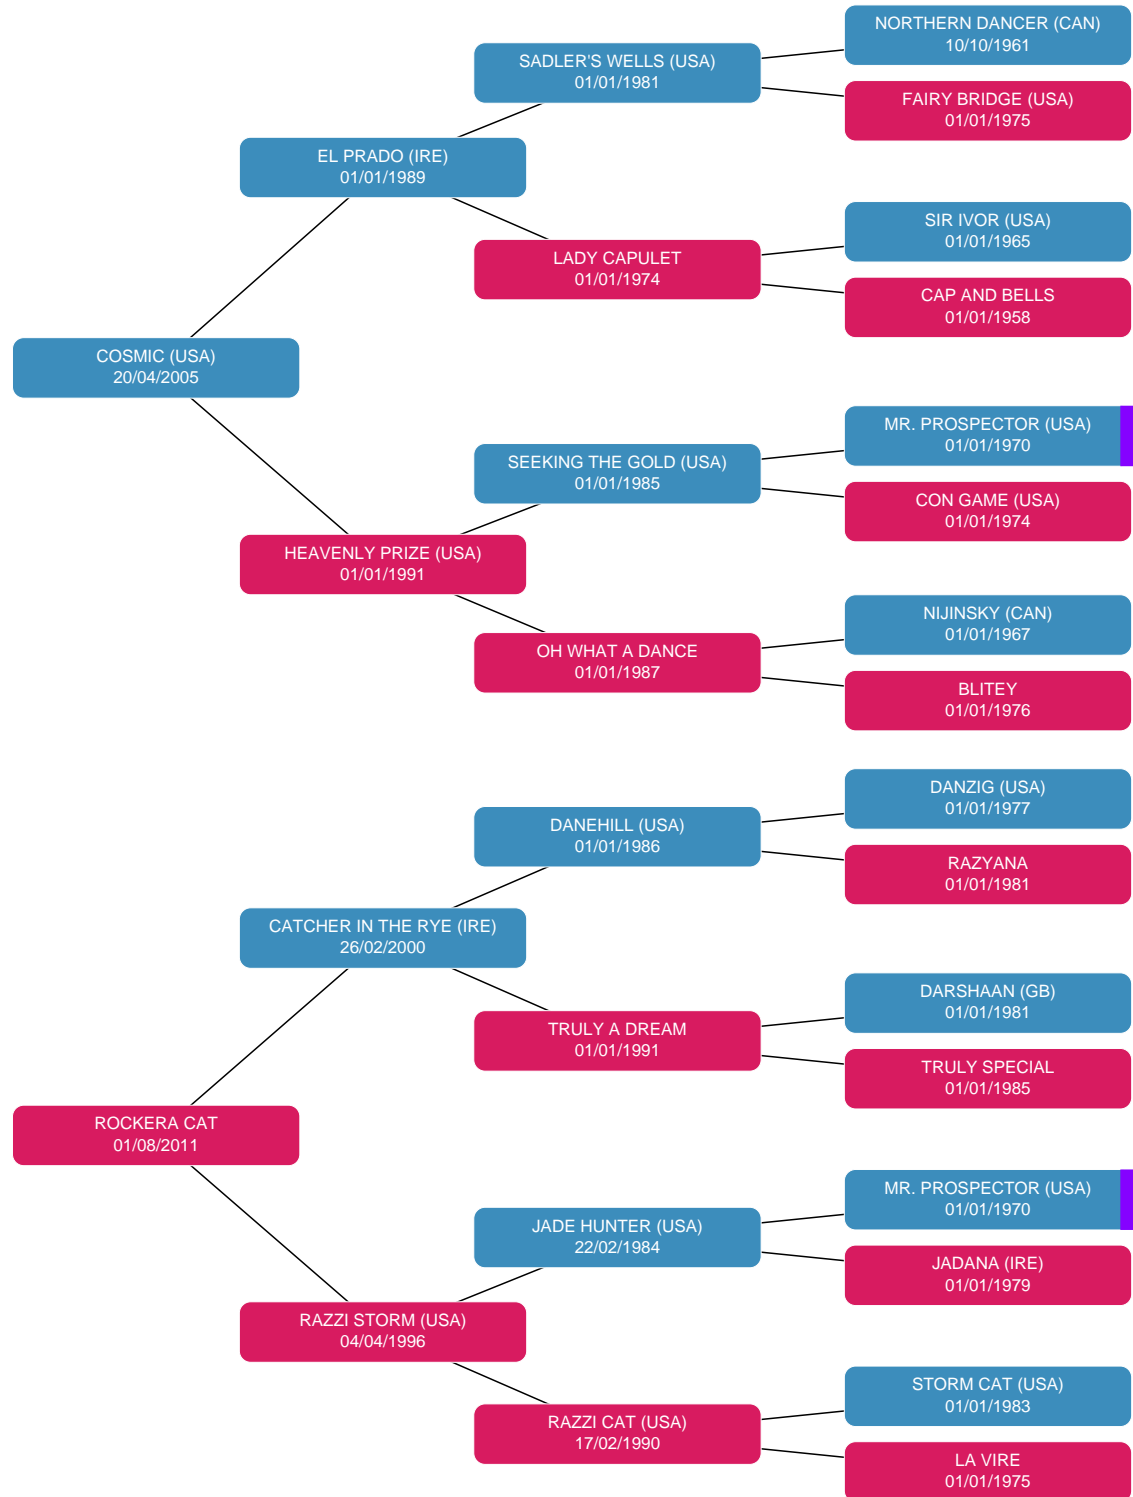 NORTHERN DANCER (CAN)
10/10/1961
SADLER'S WELLS (USA)
01/01/1981
FAIRY BRIDGE (USA)
01/01/1975
EL PRADO (IRE)
01/01/1989
SIR IVOR (USA)
01/01/1965
LADY CAPULET
01/01/1974
CAP AND BELLS
01/01/1958
COSMIC (USA)
20/04/2005
MR. PROSPECTOR (USA)
01/01/1970
SEEKING THE GOLD (USA)
01/01/1985
CON GAME (USA)
01/01/1974
HEAVENLY PRIZE (USA)
01/01/1991
NIJINSKY (CAN)
01/01/1967
OH WHAT A DANCE
01/01/1987
BLITEY
01/01/1976
DANZIG (USA)
01/01/1977
DANEHILL (USA)
01/01/1986
RAZYANA
01/01/1981
CATCHER IN THE RYE (IRE)
26/02/2000
DARSHAAN (GB)
01/01/1981
TRULY A DREAM
01/01/1991
TRULY SPECIAL
01/01/1985
ROCKERA CAT
01/08/2011
MR. PROSPECTOR (USA)
01/01/1970
JADE HUNTER (USA)
22/02/1984
JADANA (IRE)
01/01/1979
RAZZI STORM (USA)
04/04/1996
STORM CAT (USA)
01/01/1983
RAZZI CAT (USA)
17/02/1990
LA VIRE
01/01/1975